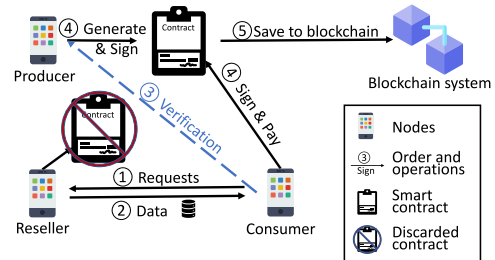 ④ Generate
& Sign
Contract
⑤ Save to blockchain
Producer
Blockchain system
③ Verification
④ Sign & Pay
Contract
① Requests
② Data
Reseller
Consumer
Nodes
③
Sign
Order and
operations
Smart
contract
Discarded
contract